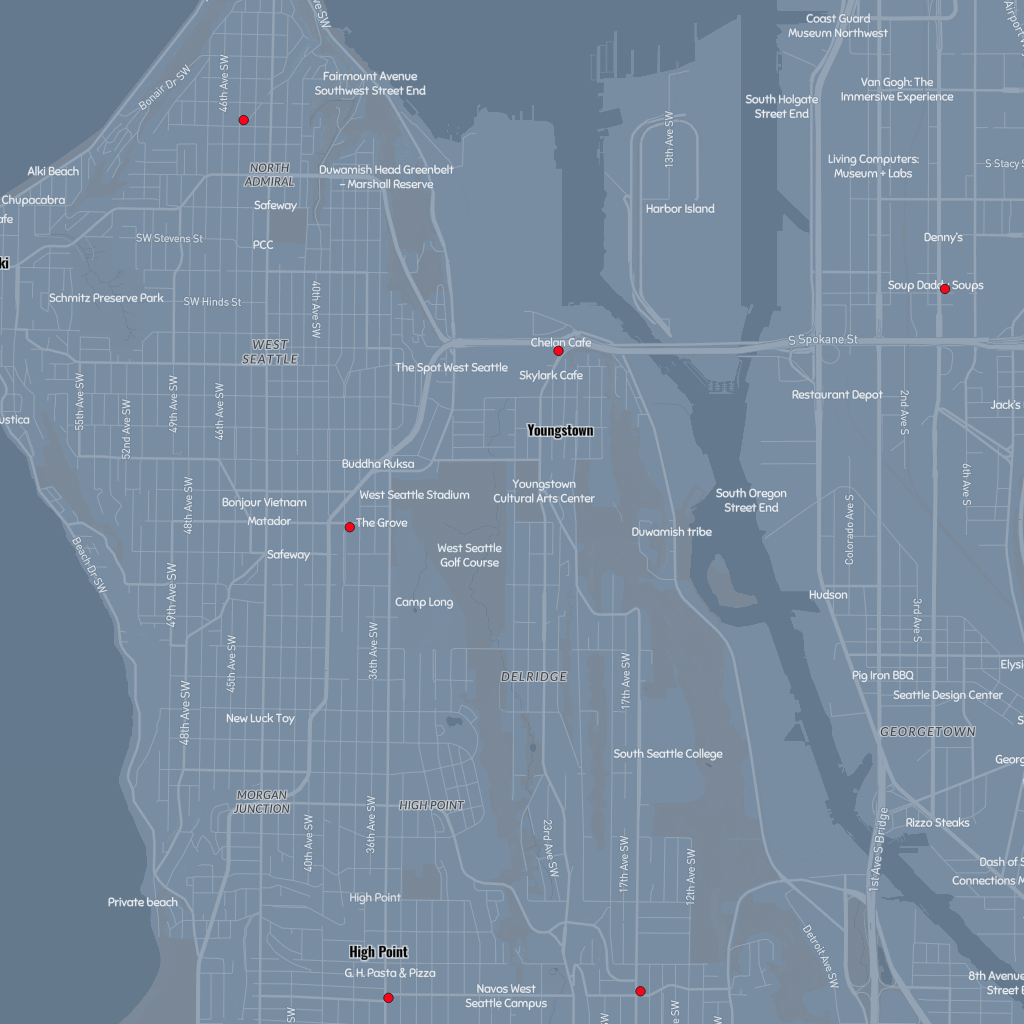 Coast Guard
Museum Northwest
ve SW
Airport
46th Ave SW
Bonair Dr SW
Fairmount Avenue
Southwest Street End
Van Gogh: The
Immersive Experience
South Holgate
Street End
13th Ave SW
Living Computers:
Museum + Labs
S Stacy S
Alki Beach
NORTH
ADMIRAL
Duwamish Head Greenbelt
– Marshall Reserve
Chupacabra
afe
Safeway
Harbor Island
SW Stevens St
PCC
Denny's
ki
Soup Daddy Soups
Schmitz Preserve Park
SW Hinds St
40th Ave SW
WEST
SEATTLE
Chelan Cafe
S Spokane St
The Spot West Seattle
Skylark Cafe
Restaurant Depot
55th Ave SW
52nd Ave SW
49th Ave SW
46th Ave SW
2nd Ave S
Jack's
ustica
Youngstown
Buddha Ruksa
48th Ave SW
West Seattle Stadium
Youngstown
Cultural Arts Center
6th Ave S
Bonjour Vietnam
South Oregon
Street End
Matador
The Grove
Duwamish tribe
Colorado Ave S
Safeway
West Seattle
Golf Course
Beach Dr SW
49th Ave SW
Camp Long
Hudson
3rd Ave S
45th Ave SW
36th Ave SW
DELRIDGE
17th Ave SW
Elysi
Pig Iron BBQ
Seattle Design Center
48th Ave SW
New Luck Toy
S
GEORGETOWN
South Seattle College
Georg
MORGAN
JUNCTION
HIGH POINT
40th Ave SW
36th Ave SW
23rd Ave SW
17th Ave SW
12th Ave SW
1st Ave S Bridge
Rizzo Steaks
Dash of S
Connections M
High Point
Private beach
Detroit Ave SW
High Point
G. H. Pasta & Pizza
Navos West
Seattle Campus
8th Avenue
Street E
SW
SW
SW
SW